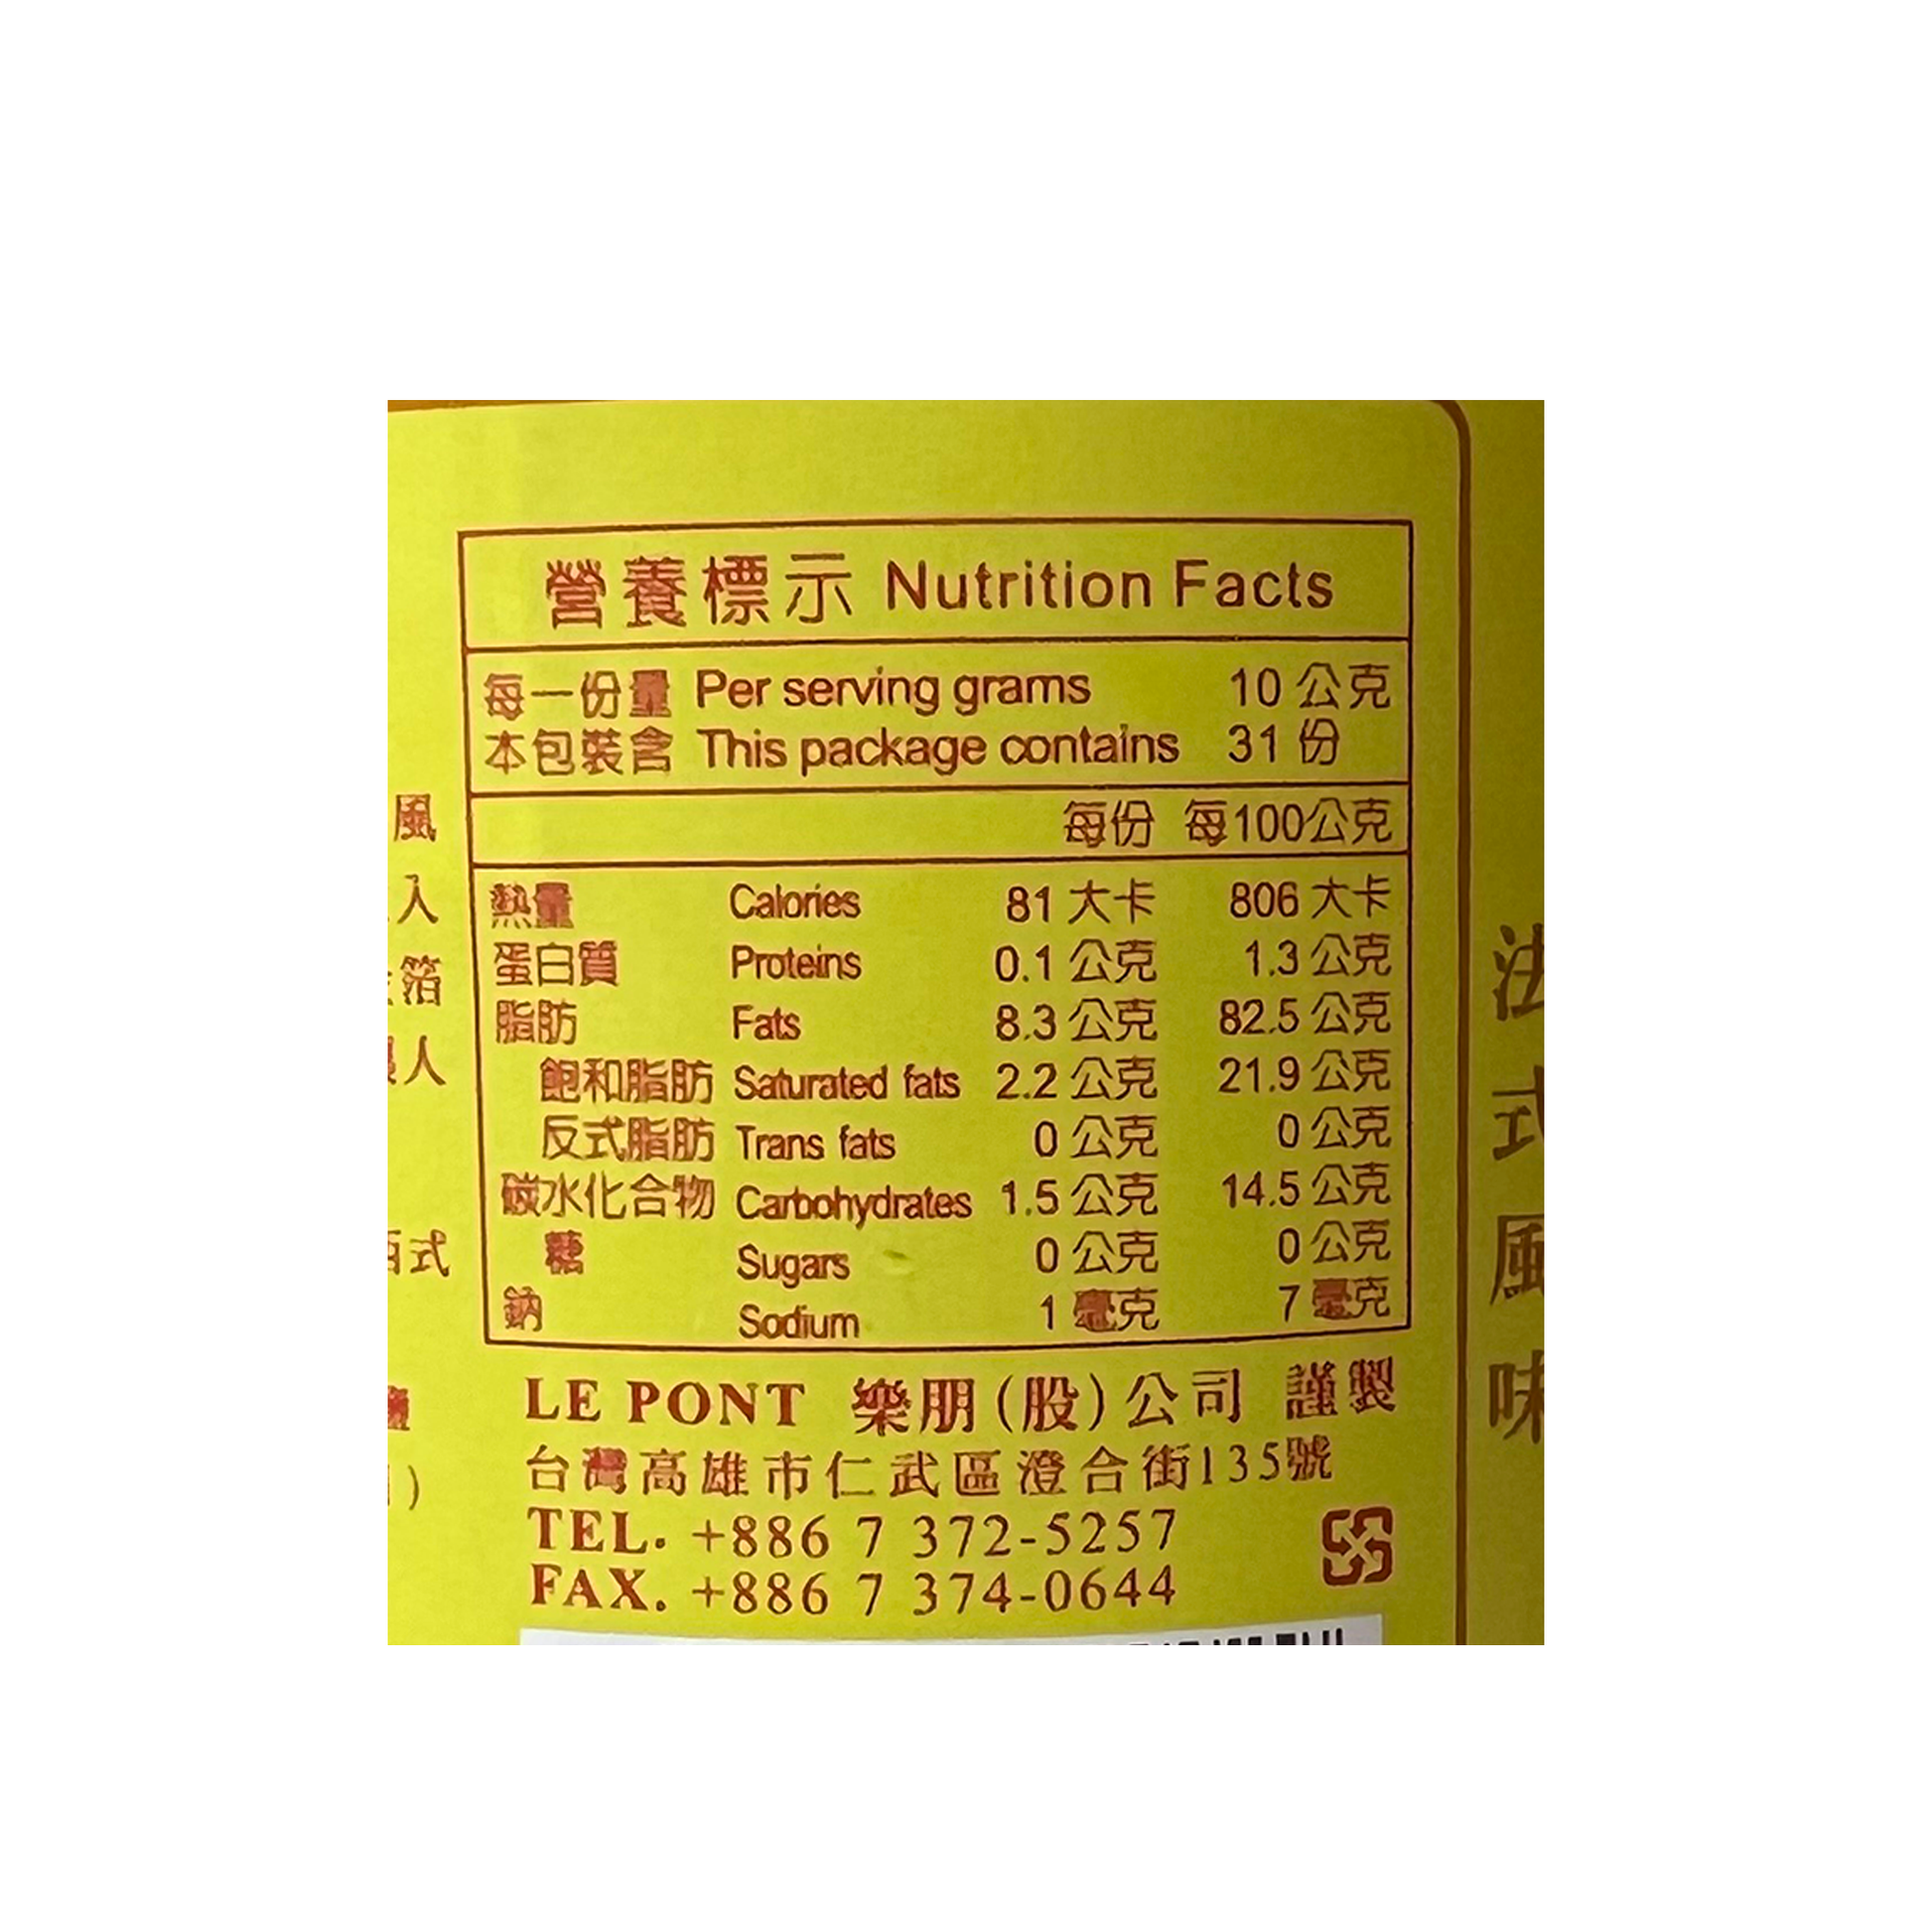 營養標示 Nutrition Facts
每一份量 Per serving grams 10 公克
本包裝含 This package contains 31 份
每份 每100公克
熱量 Calories 81 大卡 806 大卡
蛋白質 Proteins 0.1 公克 1.3 公克
脂肪 Fats 8.3 公克 82.5 公克
飽和脂肪 Saturated fats 2.2 公克 21.9 公克
反式脂肪 Trans fats 0 公克 0 公克
碳水化合物 Carbohydrates 1.5 公克 14.5 公克
糖 Sugars 0 公克 0 公克
鈉 Sodium 1 毫克 7 毫克
LE PONT 樂朋(股)公司 謹製
台灣高雄市仁武區澄合街135號
TEL. +886 7 372-5257
FAX. +886 7 374-0644
風
入
箔
人
西式
法式風味